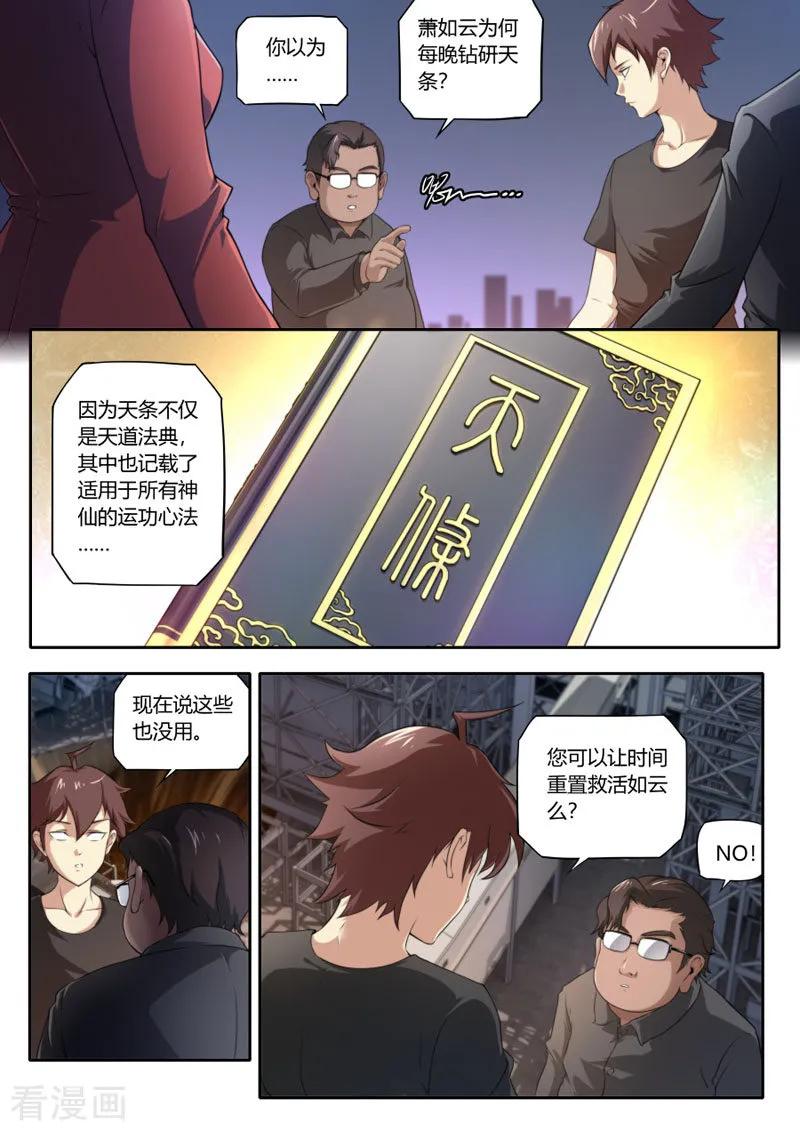 你以为
……
萧如云为何
每晚钻研天
条？
因为天条不仅
是天道法典，
其中也记载了
适用于所有神
仙的运功心法
……
天
條
现在说这些
也没用。
您可以让时间
重置救活如云
么？
NO！
看漫画